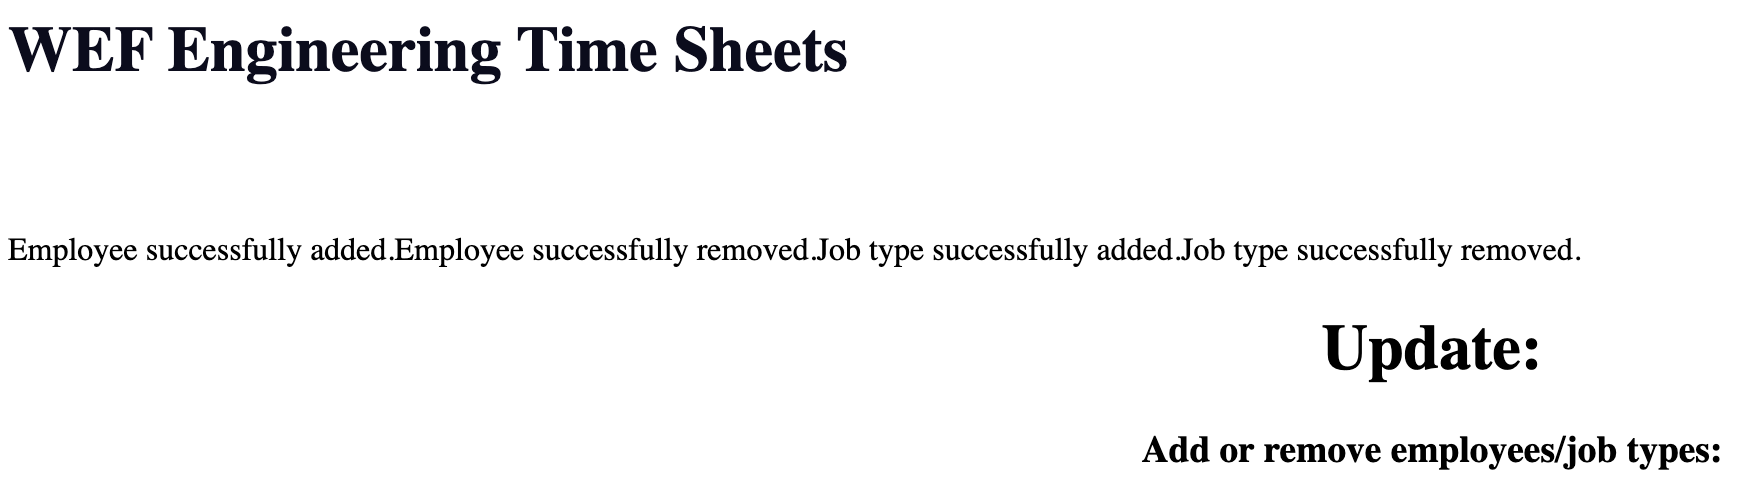 WEF Engineering Time Sheets
Employee successfully added.Employee successfully removed.Job type successfully added.Job type successfully removed.
Update:
Add or remove employees/job types: